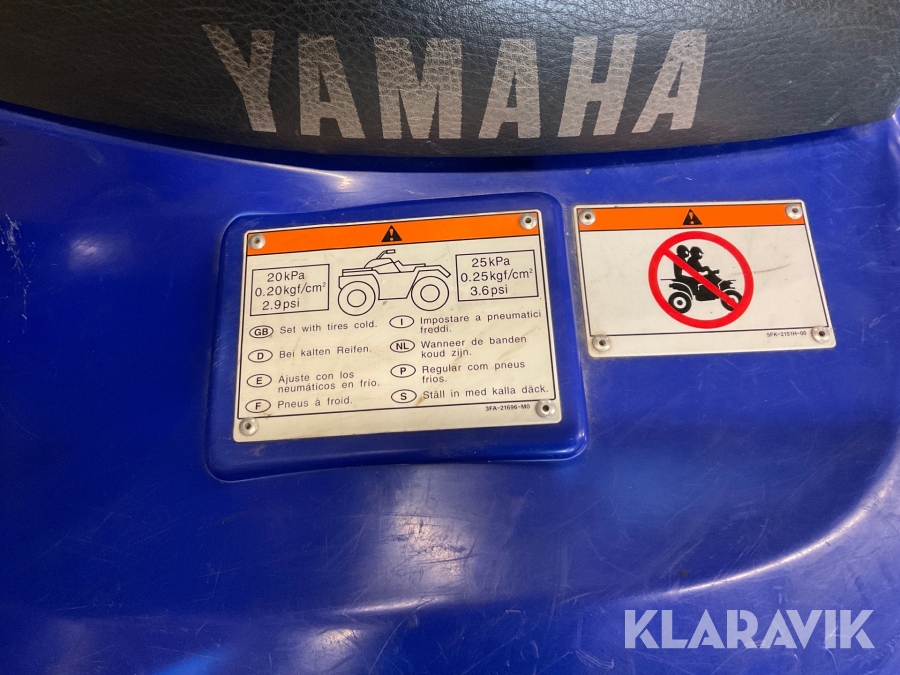 YAMAHA
20kPa
0.20kgf/cm²
2.9psi
25kPa
0.25kgf/cm²
3.6psi
GB Set with tires cold.
D Bei kalten Reifen.
E Ajuste con los
neumáticos en frío.
F Pneus à froid.
I Impostare a pneumatici
freddi.
NL Wanneer de banden
koud zijn.
P Regular com pneus
frios.
S Ställ in med kalla däck.
3FA-21696-M0
5FK-2151H-00
KLARAVIK